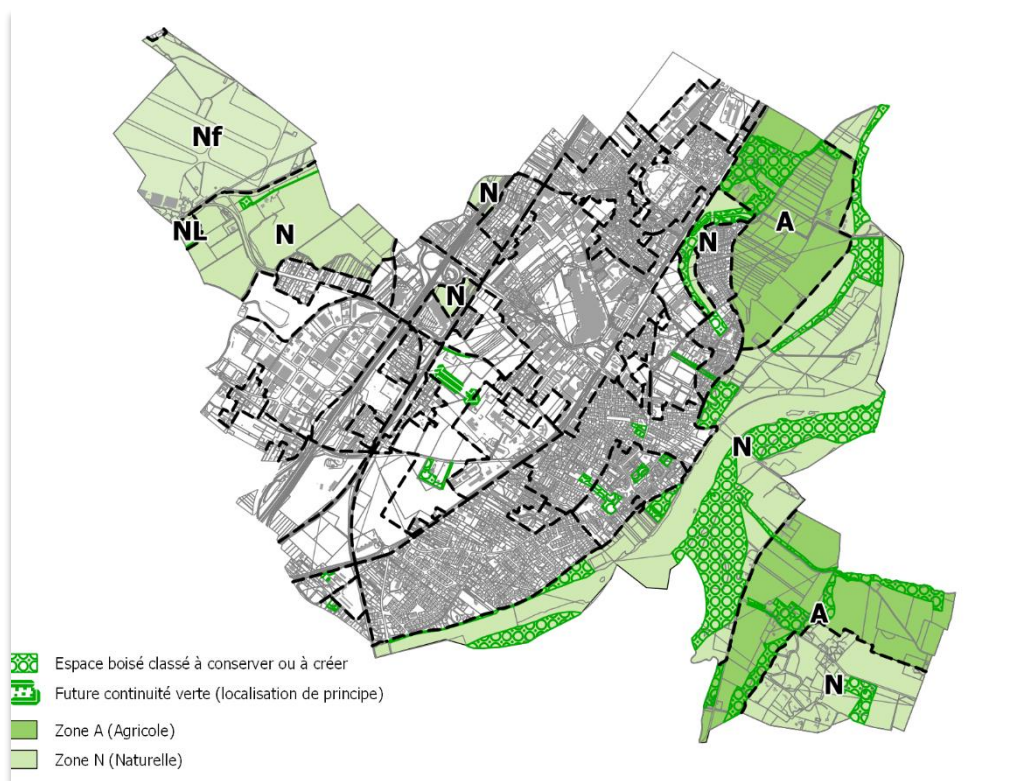 Nf
N
NL
N
N
A
N
N
A
N
Espace boisé classé à conserver ou à créer
Future continuité verte (localisation de principe)
Zone A (Agricole)
Zone N (Naturelle)